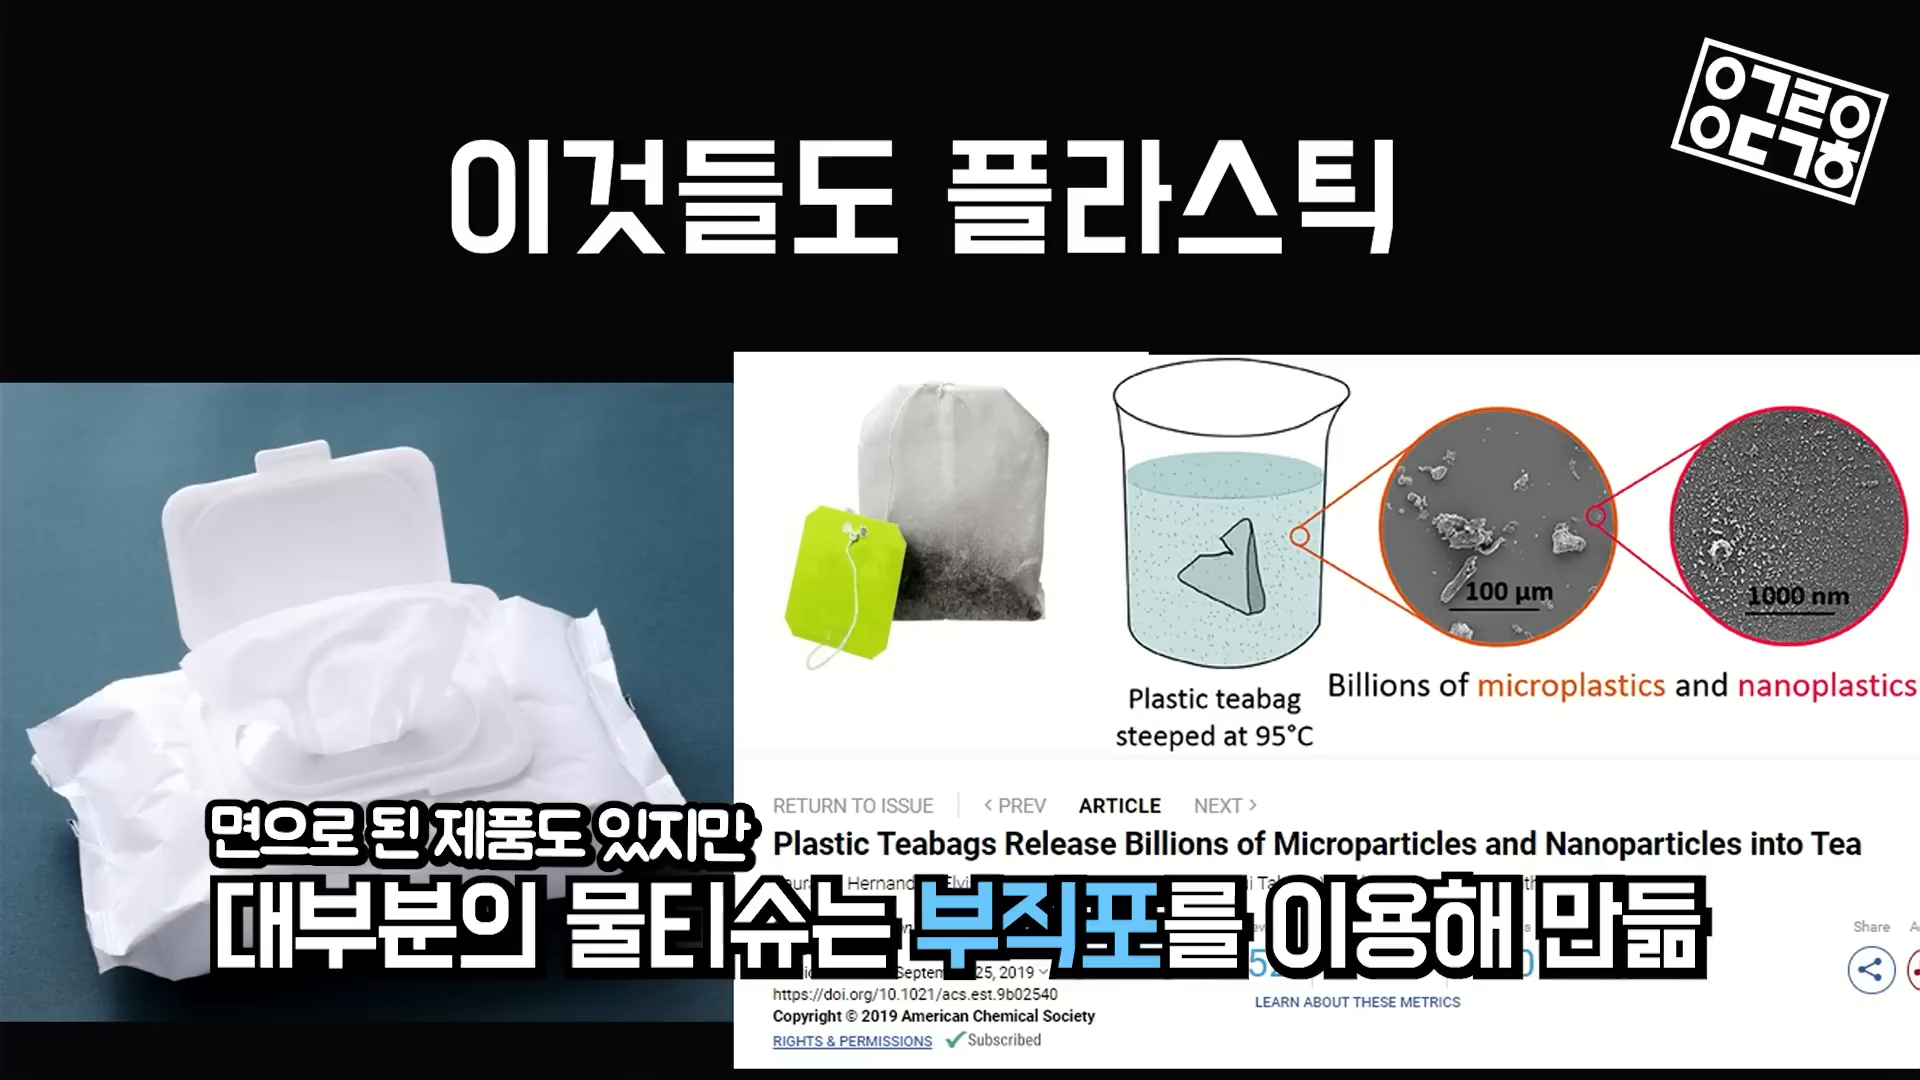 이것들도 플라스틱
100 µm
1000 nm
Plastic teabag
steeped at 95°C
Billions of microplastics and nanoplastics
RETURN TO ISSUE
< PREV ARTICLE NEXT >
Plastic Teabags Release Billions of Microparticles and Nanoparticles into Tea
면으로 된 제품도 있지만
대부분의 물티슈는 부직포를 이용해 만듦
25, 2019
Share
https://doi.org/10.1021/acs.est.9b02540
LEARN ABOUT THESE METRICS
Copyright © 2019 American Chemical Society
RIGHTS & PERMISSIONS ✓Subscribed